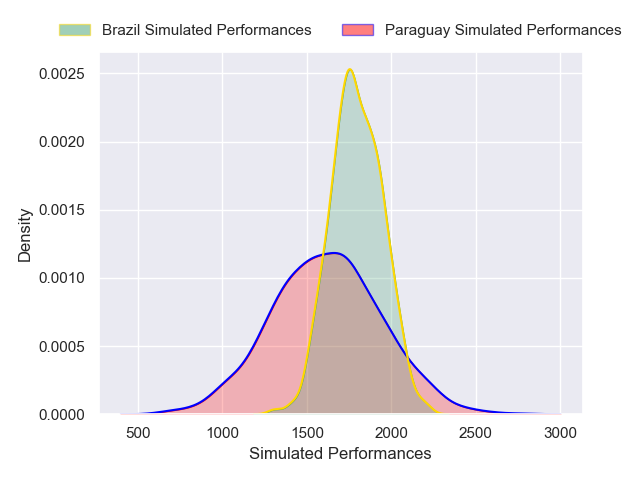 Brazil Simulated Performances
Paraguay Simulated Performances
0.0025
0.0020
0.0015
0.0010
0.0005
0.0000
Density
500 1000 1500 2000 2500 3000
Simulated Performances